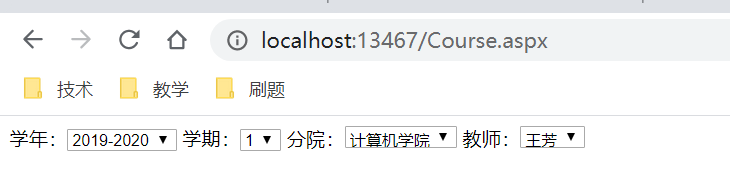 localhost:13467/Course.aspx
技术 教学 刷题
学年：2019-2020 学期：1 分院：计算机学院 教师：王芳